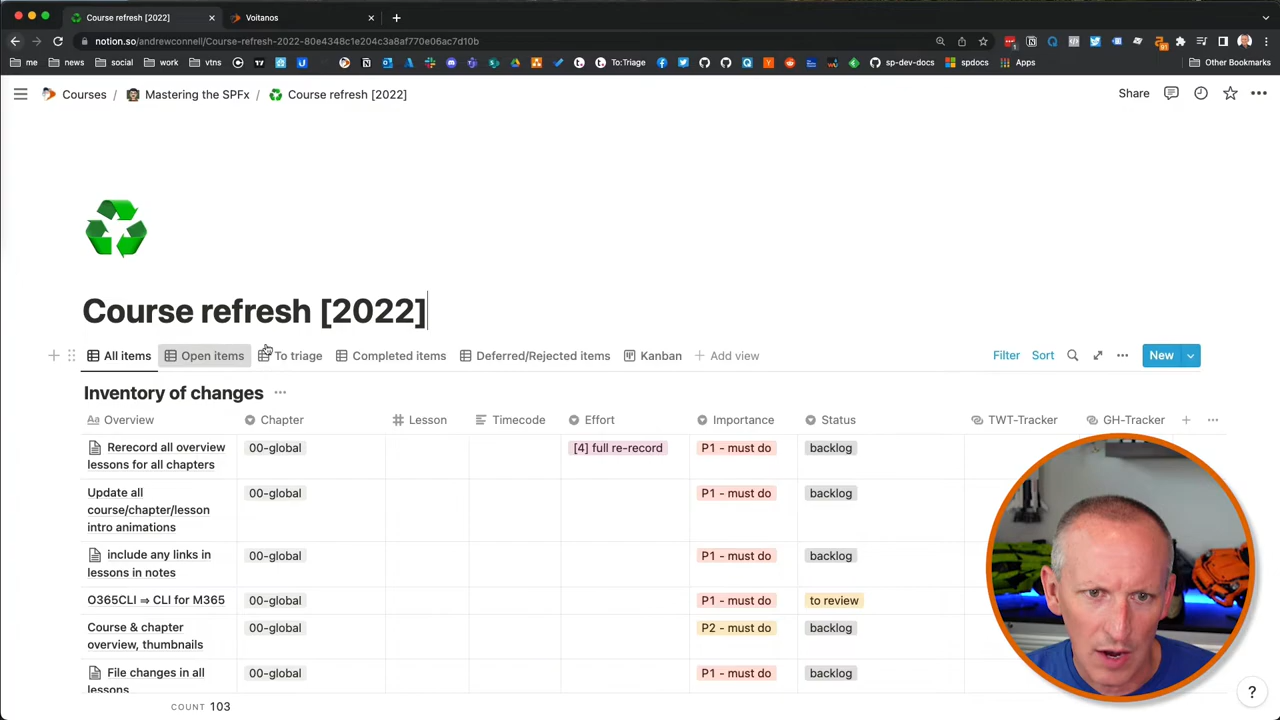 Course refresh [2022]
Voitanos
notion.so/andrewconnell/Course-refresh-2022-80e4348c1e204c3a8af770e06ac7d10b
me
news
social
work
vtns
To:Triage
sp-dev-docs
spdocs
Apps
Other Bookmarks
Courses / Mastering the SPFx / Course refresh [2022]
Share
Course refresh [2022]
All items
Open items
To triage
Completed items
Deferred/Rejected items
Kanban
Add view
Filter
Sort
New
Inventory of changes
Aa Overview
Chapter
Lesson
Timecode
Effort
Importance
Status
TWT-Tracker
GH-Tracker
Rerecord all overview
lessons for all chapters
00-global
[4] full re-record
P1 - must do
backlog
Update all
course/chapter/lesson
intro animations
00-global
P1 - must do
backlog
include any links in
lessons in notes
00-global
P1 - must do
backlog
O365CLI ⇒ CLI for M365
00-global
P1 - must do
to review
Course & chapter
overview, thumbnails
00-global
P2 - must do
backlog
File changes in all
lessons
00-global
P1 - must do
backlog
COUNT 103
?